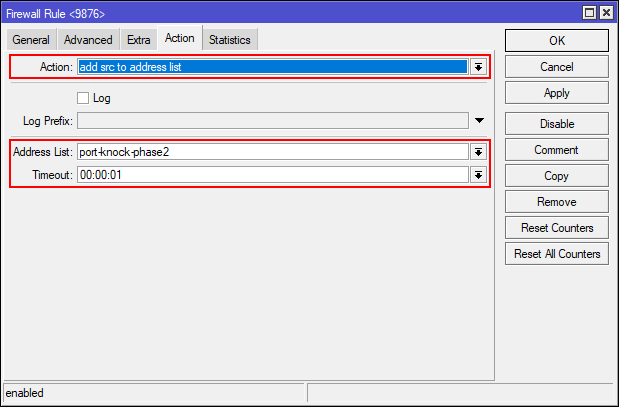 Firewall Rule <9876>
General Advanced Extra Action Statistics
Action: add src to address list
Log
Log Prefix:
Address List: port-knock-phase2
Timeout: 00:00:01
OK
Cancel
Apply
Disable
Comment
Copy
Remove
Reset Counters
Reset All Counters
enabled